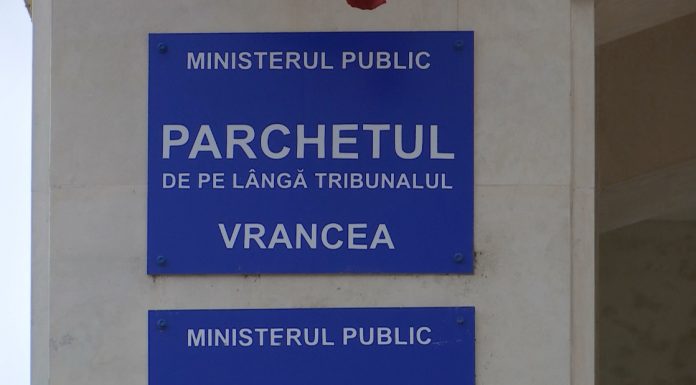 MINISTERUL PUBLIC
PARCHETUL
DE PE LÂNGĂ TRIBUNALUL
VRANCEA
MINISTERUL PUBLIC